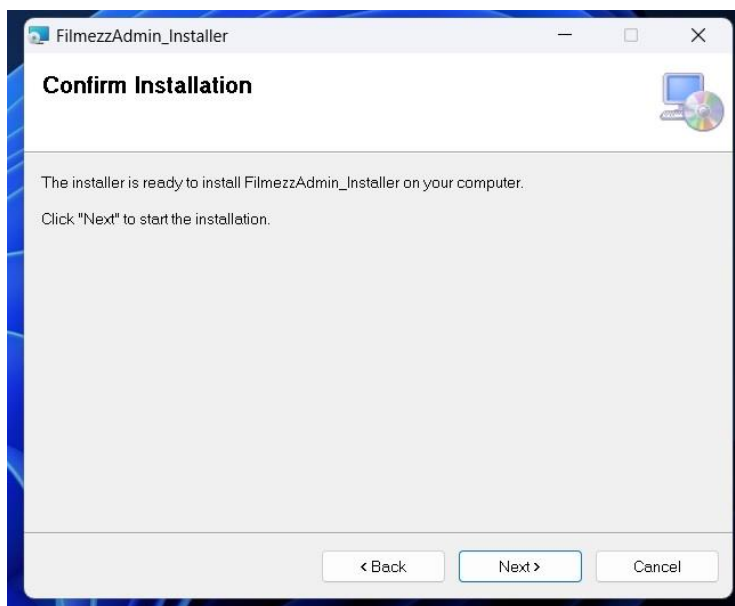 FilmezzAdmin_Installer
Confirm Installation
The installer is ready to install FilmezzAdmin_Installer on your computer.
Click "Next" to start the installation.
< Back
Next >
Cancel